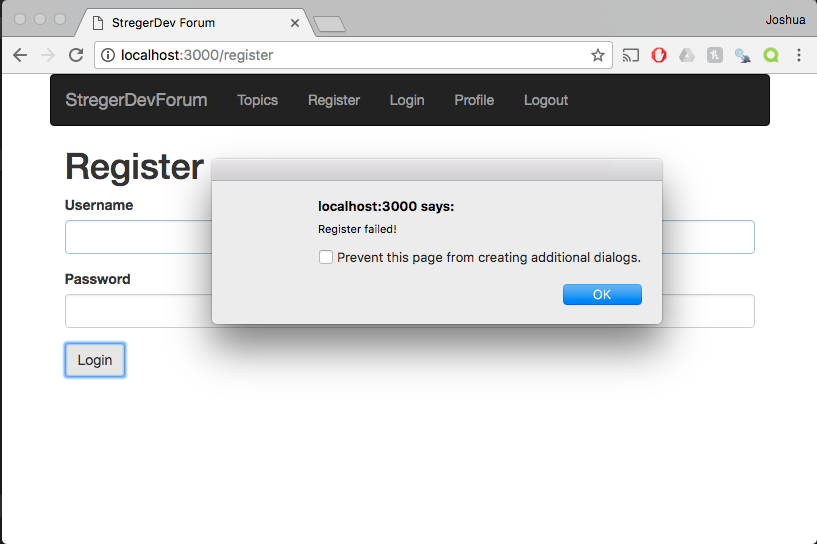 StregerDev Forum
Joshua
localhost:3000/register
StregerDevForum Topics Register Login Profile Logout
Register
localhost:3000 says:
Register failed!
Prevent this page from creating additional dialogs.
OK
Username
Password
Login